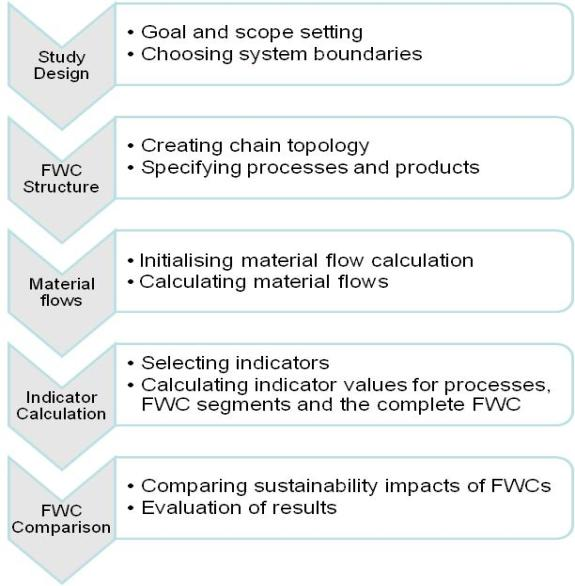 Study
Design
• Goal and scope setting
• Choosing system boundaries
FWC
Structure
• Creating chain topology
• Specifying processes and products
Material
flows
• Initialising material flow calculation
• Calculating material flows
Indicator
Calculation
• Selecting indicators
• Calculating indicator values for processes,
FWC segments and the complete FWC
FWC
Comparison
• Comparing sustainability impacts of FWCs
• Evaluation of results